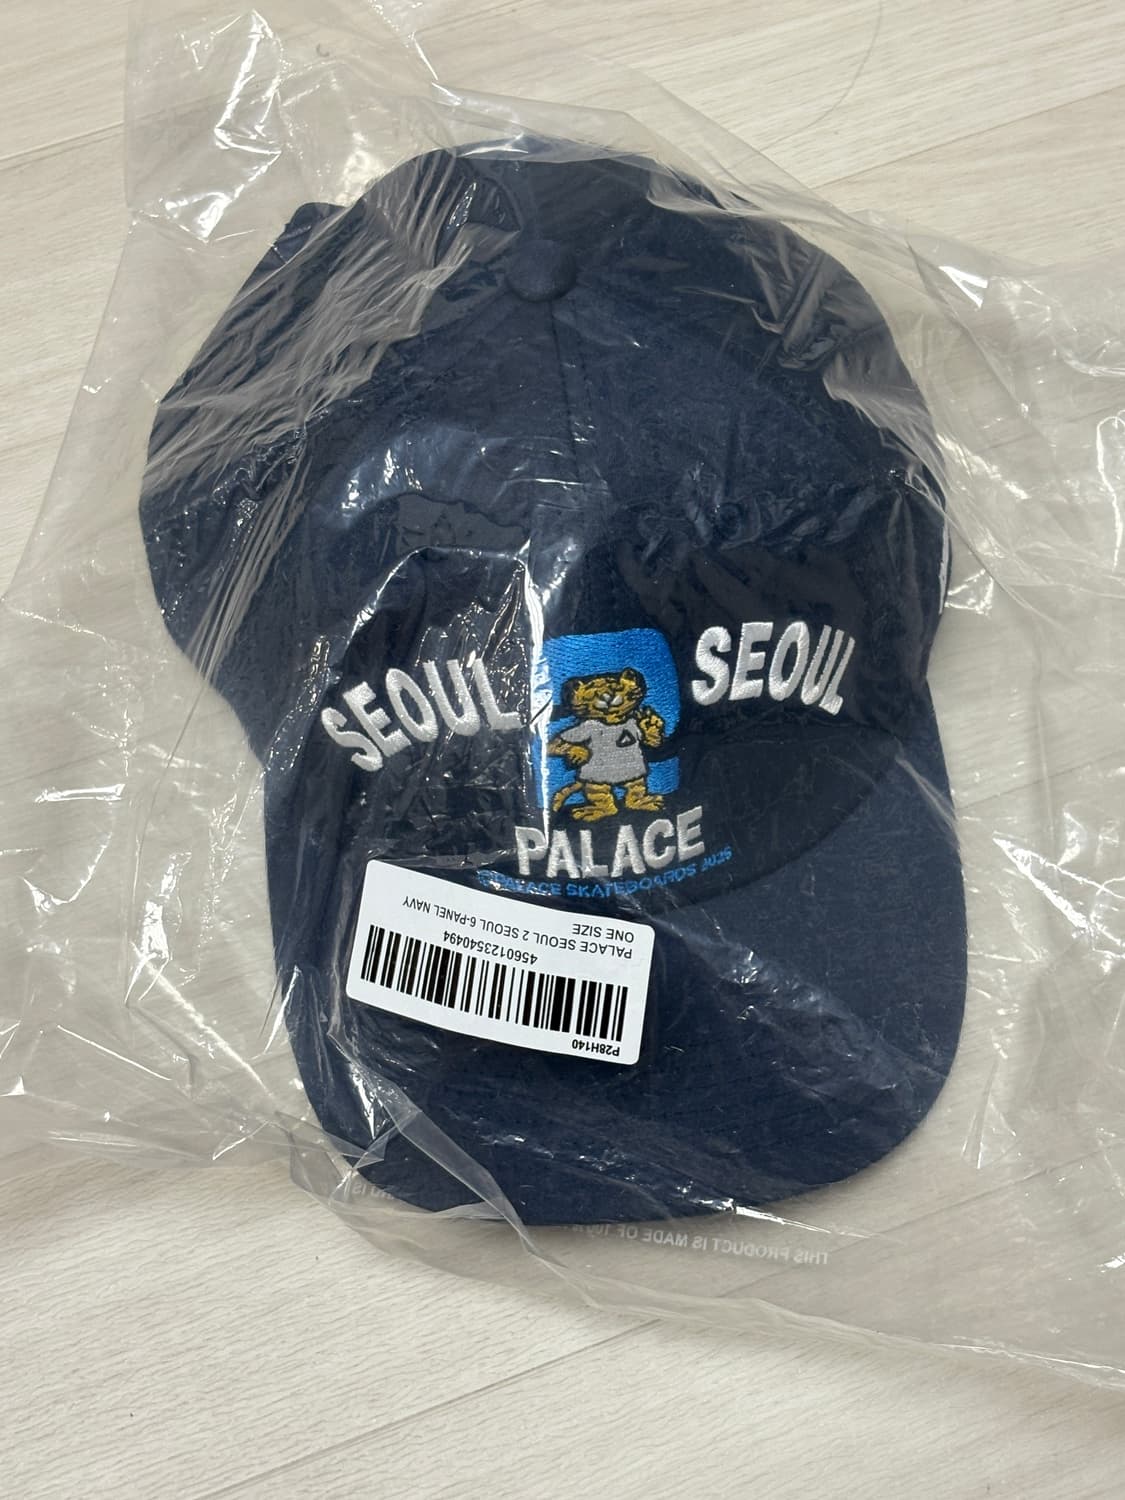 SEOUL
SEOUL
PALACE
© PALACE SKATEBOARDS 2025
P28H140
4560123540494
PALACE SEOUL 2 SEOUL 6-PANEL NAVY
ONE SIZE
THIS PRODUCT IS MADE OF